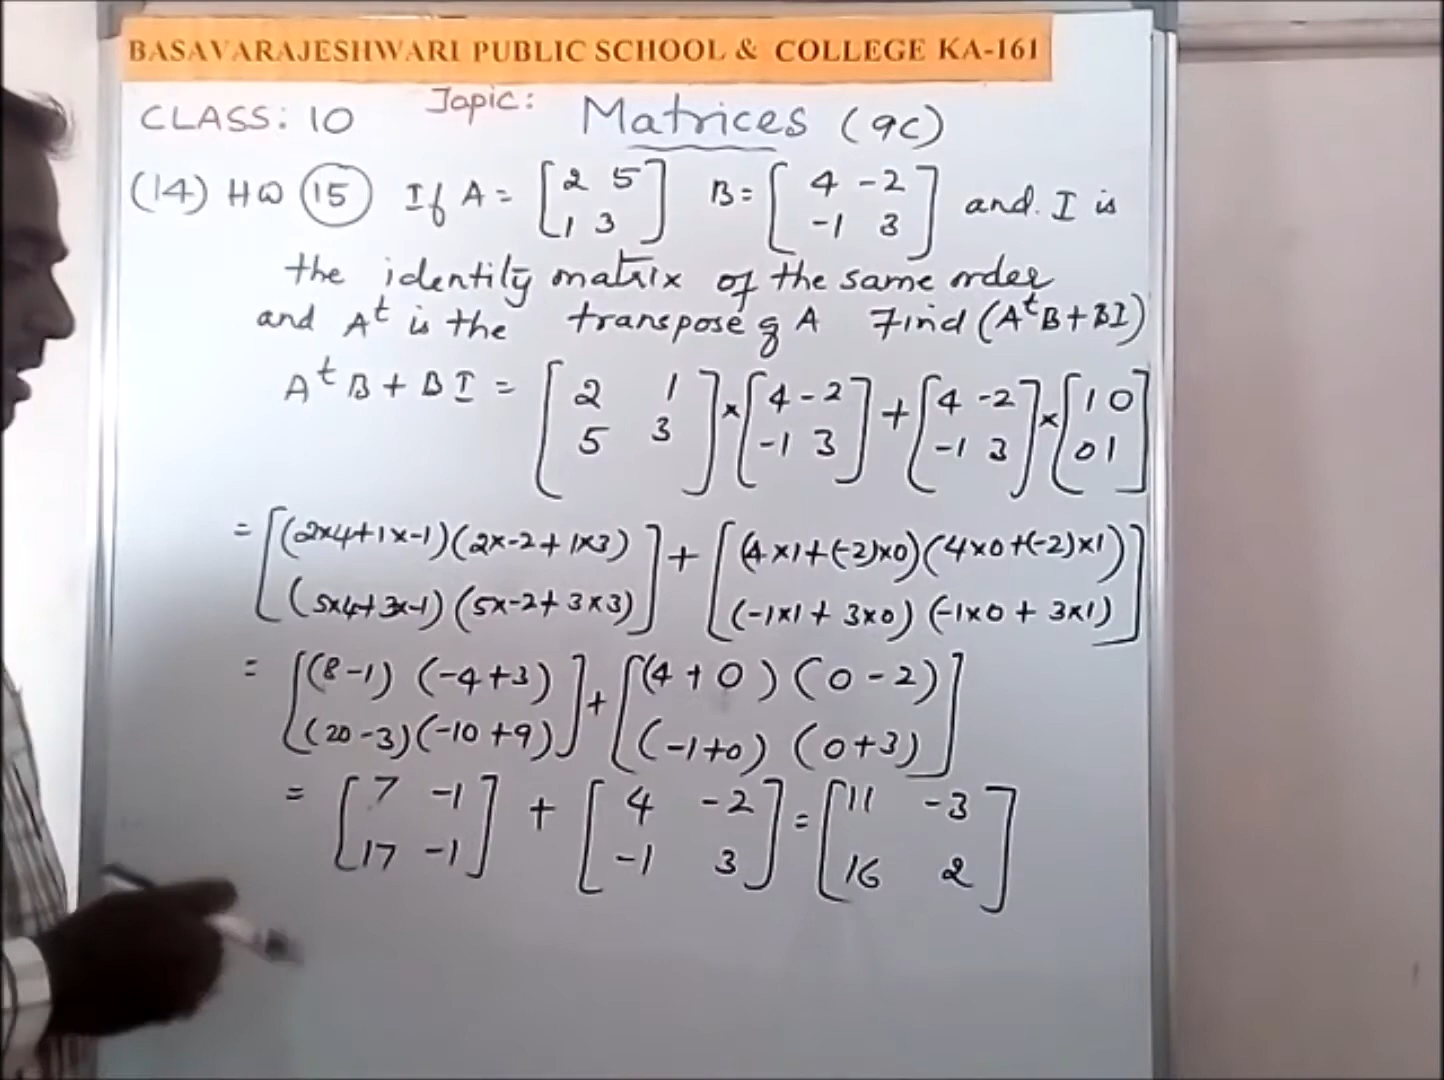 BASAVARAJESHWARI PUBLIC SCHOOL & COLLEGE KA-161
CLASS: 10 Topic: Matrices (9C)
(14) HW (15) If A = [2 5; 1 3] B = [4 -2; -1 3] and. I is
the identity matrix of the same order
and A^t is the transpose of A Find (A^t B + BI)
A^t B + B I = [2 1; 5 3] × [4 -2; -1 3] + [4 -2; -1 3] × [1 0; 0 1]
= [(2×4+1×-1) (2×-2+1×3); (5×4+3×-1) (5×-2+3×3)] + [(4×1+(-2)×0) (4×0+(-2)×1); (-1×1+3×0) (-1×0+3×1)]
= [(8-1) (-4+3); (20-3) (-10+9)] + [(4+0) (0-2); (-1+0) (0+3)]
= [7 -1; 17 -1] + [4 -2; -1 3] = [11 -3; 16 2]